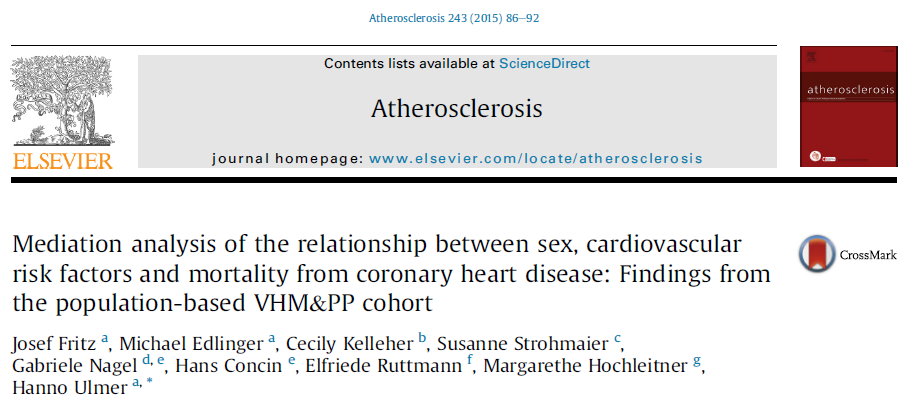 Atherosclerosis 243 (2015) 86–92
Contents lists available at ScienceDirect
Atherosclerosis
journal homepage: www.elsevier.com/locate/atherosclerosis
ELSEVIER
atherosclerosis
Mediation analysis of the relationship between sex, cardiovascular
risk factors and mortality from coronary heart disease: Findings from
the population-based VHM&PP cohort
CrossMark
Josef Fritz a, Michael Edlinger a, Cecily Kelleher b, Susanne Strohmaier c,
Gabriele Nagel d, e, Hans Concin e, Elfriede Ruttmann f, Margarethe Hochleitner g,
Hanno Ulmer a, *